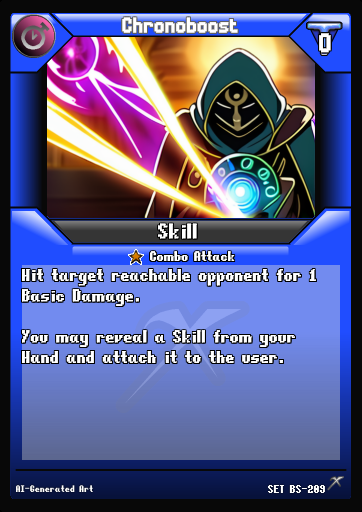 Chronoboost
0
Skill
Combo Attack
Hit target reachable opponent for 1
Basic Damage.
You may reveal a Skill from your
Hand and attach it to the user.
AI-Generated Art
SET BS-209